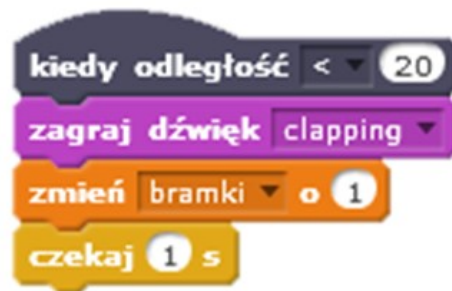 kiedy odległość < 20
zagraj dźwięk clapping
zmień bramki o 1
czekaj 1 s